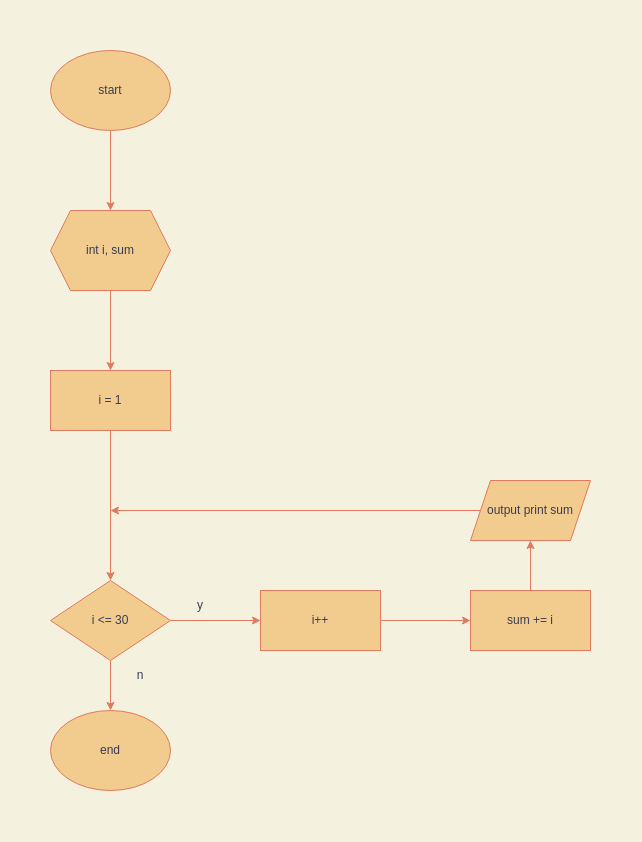 start
int i, sum
i = 1
output print sum
i <= 30
y
i++
sum += i
n
end